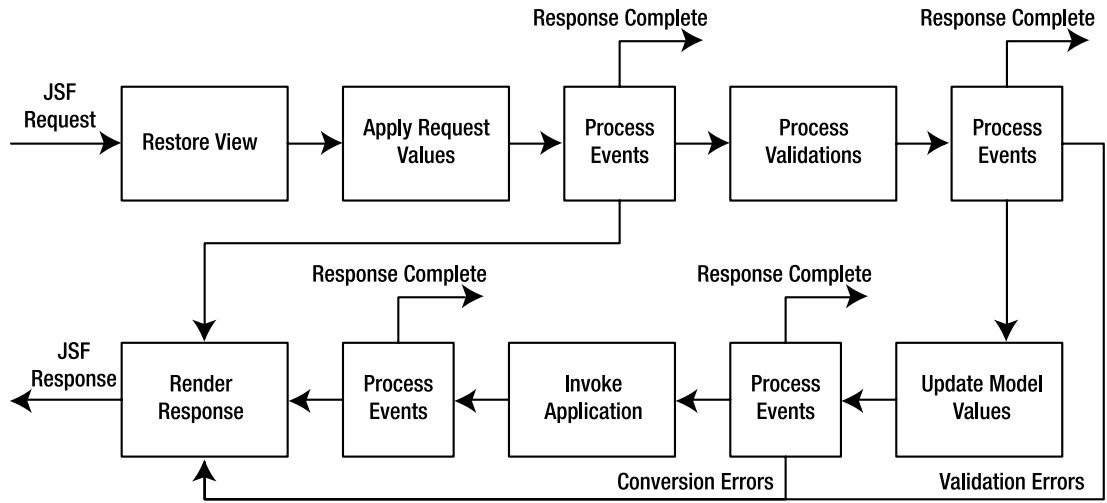 Response Complete
Response Complete
JSF
Request
Restore View
Apply Request
Values
Process
Events
Process
Validations
Process
Events
Response Complete
Response Complete
JSF
Response
Render
Response
Process
Events
Invoke
Application
Process
Events
Update Model
Values
Conversion Errors
Validation Errors